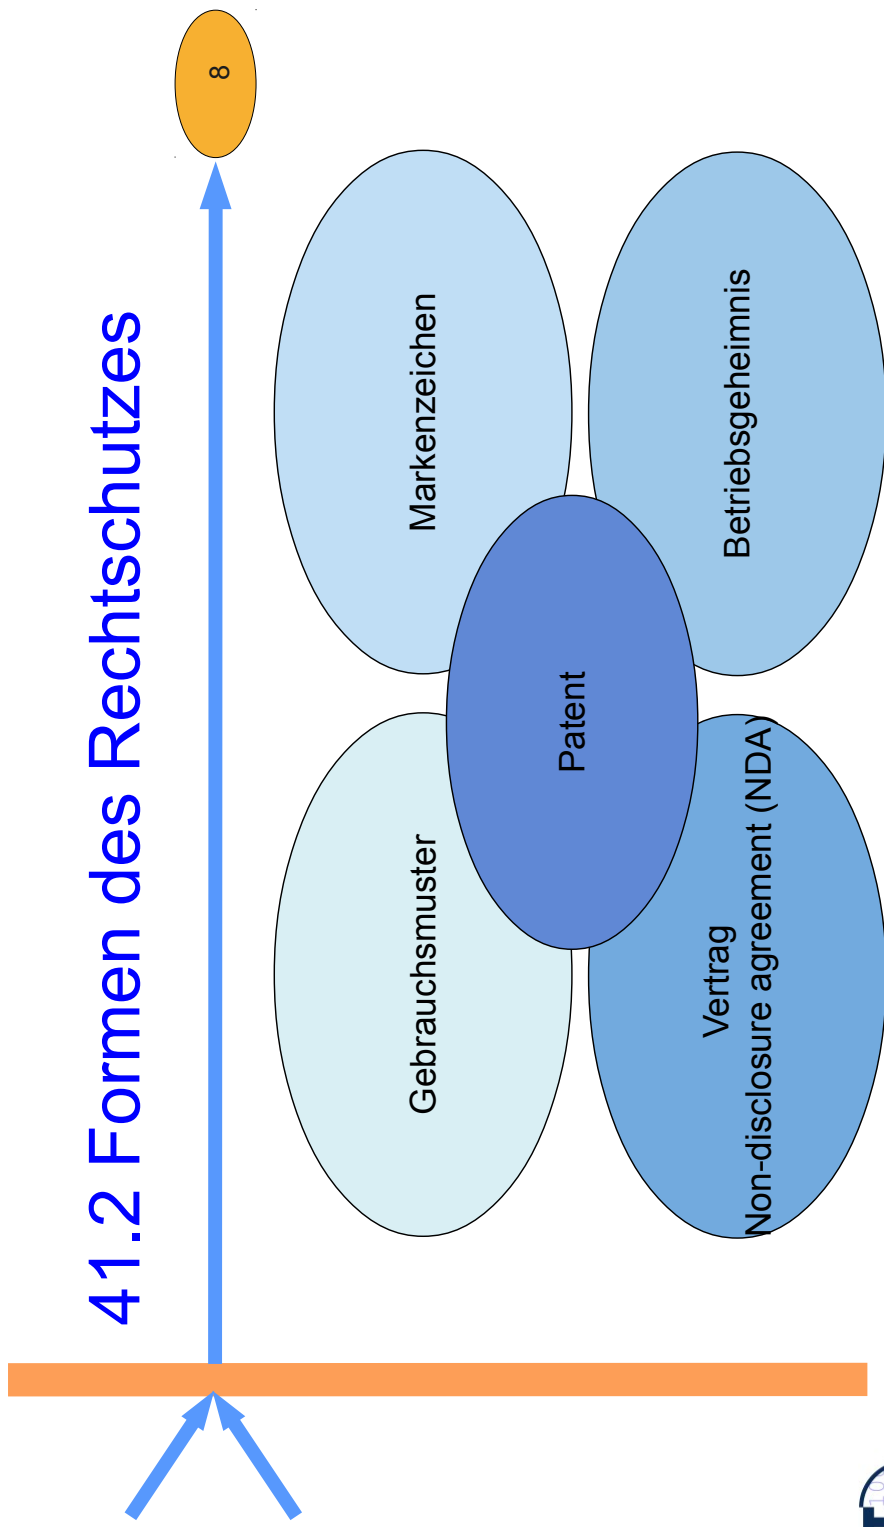 41.2 Formen des Rechtschutzes
8
Gebrauchsmuster
Markenzeichen
Patent
Vertrag
Non-disclosure agreement (NDA)
Betriebsgeheimnis